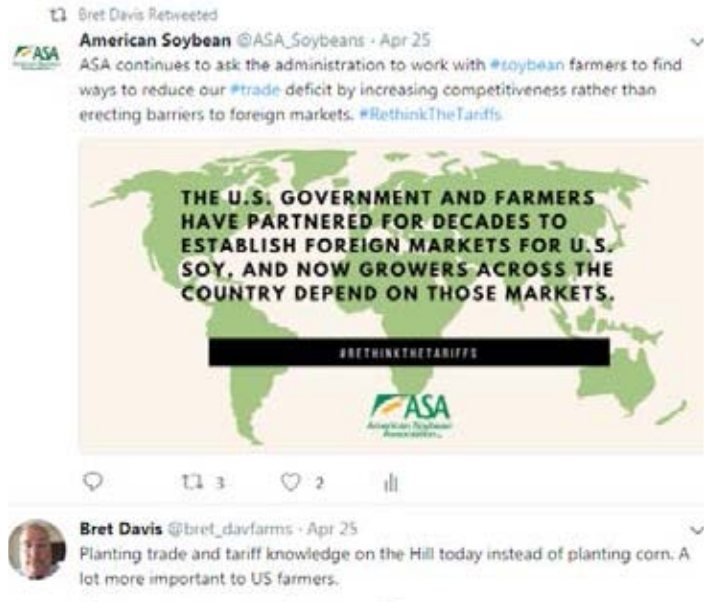 Bret Davis Retweeted
American Soybean @ASA_Soybeans · Apr 25
ASA
ASA continues to ask the administration to work with #soybean farmers to find
ways to reduce our #trade deficit by increasing competitiveness rather than
erecting barriers to foreign markets. #RethinkTheTariffs
THE U.S. GOVERNMENT AND FARMERS
HAVE PARTNERED FOR DECADES TO
ESTABLISH FOREIGN MARKETS FOR U.S.
SOY, AND NOW GROWERS ACROSS THE
COUNTRY DEPEND ON THOSE MARKETS.
#RETHINKTHETARIFFS
ASA
American Soybean
Association
3 2
Bret Davis @bret_davfarms · Apr 25
Planting trade and tariff knowledge on the Hill today instead of planting corn. A
lot more important to US farmers.